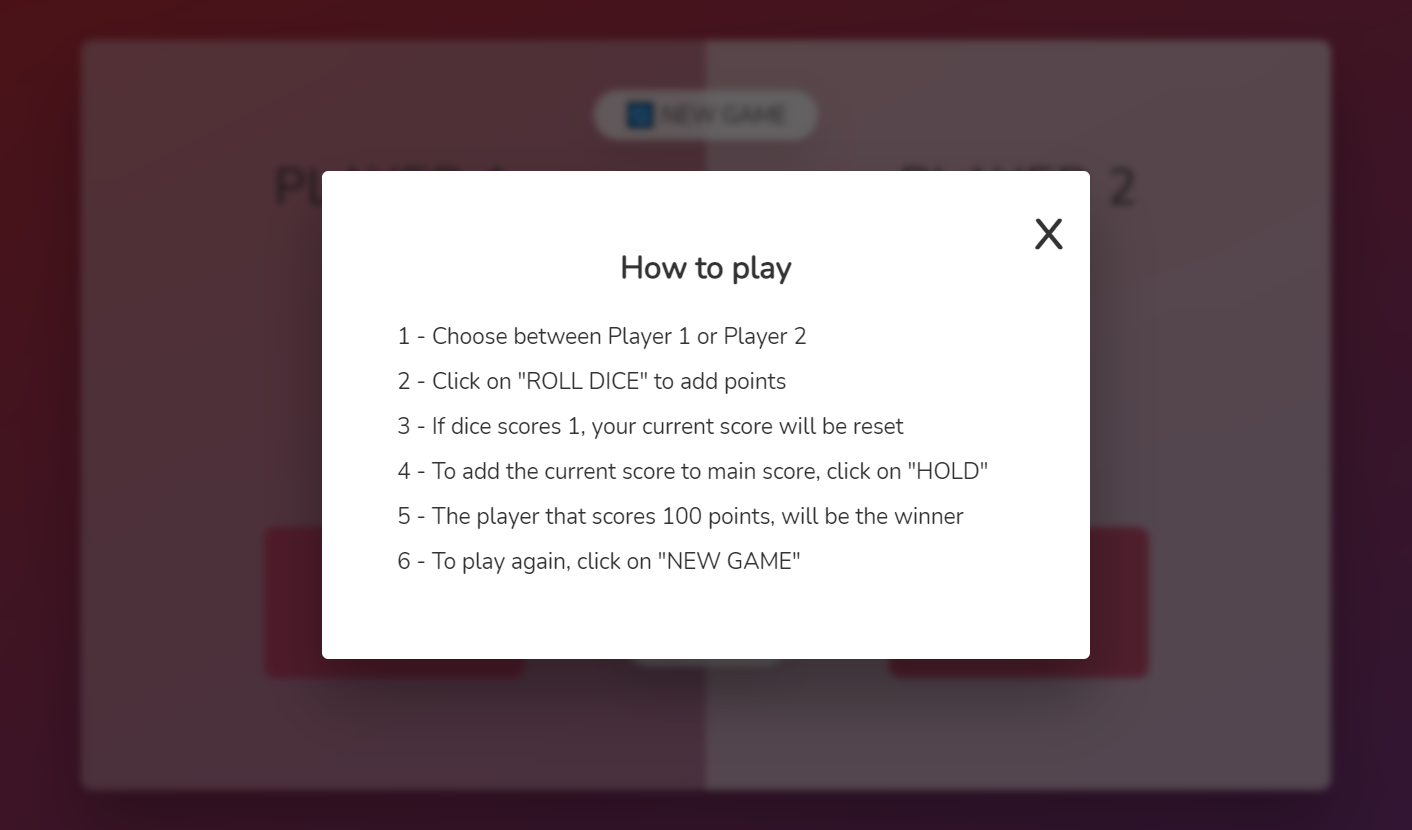 NEW GAME
PLAYER 1
PLAYER 2
X
How to play
1 - Choose between Player 1 or Player 2
2 - Click on "ROLL DICE" to add points
3 - If dice scores 1, your current score will be reset
4 - To add the current score to main score, click on "HOLD"
5 - The player that scores 100 points, will be the winner
6 - To play again, click on "NEW GAME"